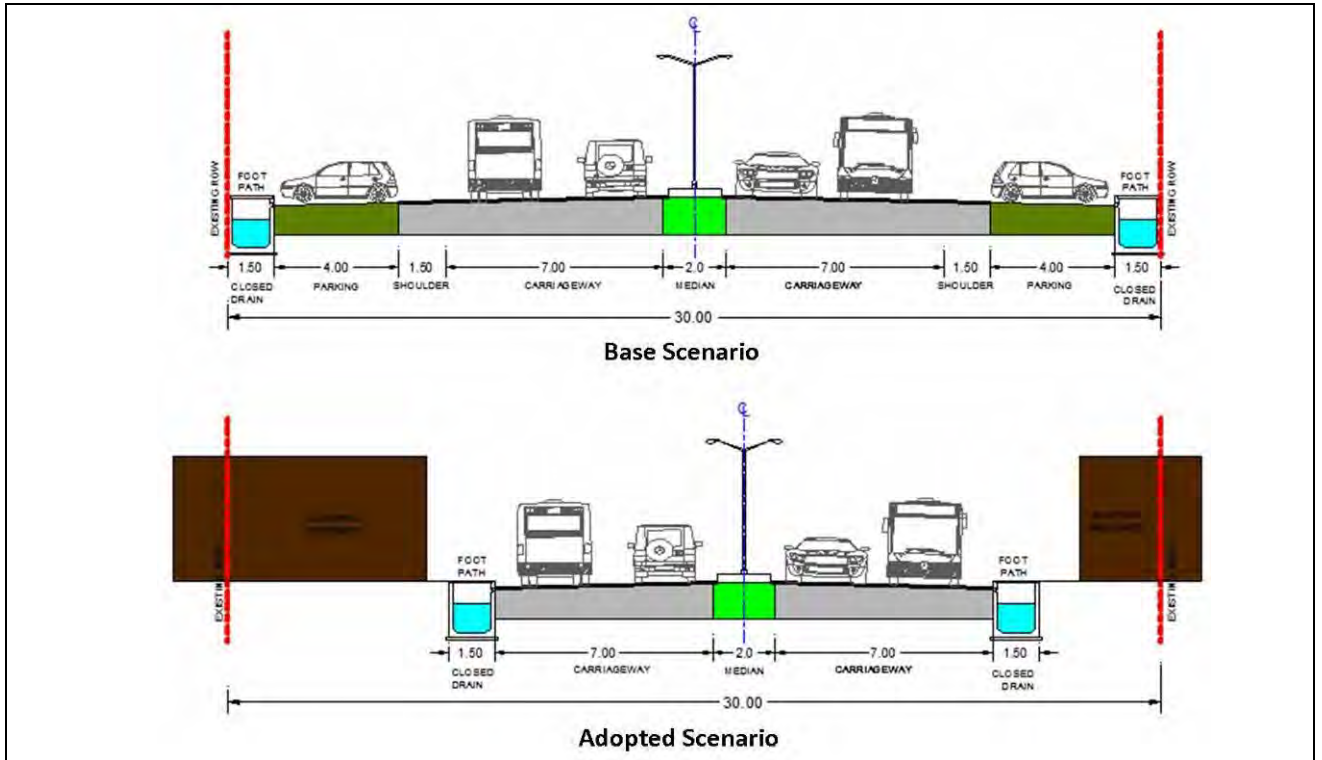 ℄
EXISTING ROW
FOOT
PATH
FOOT
PATH
EXISTING ROW
1.50
4.00
1.50
7.00
2.0
7.00
1.50
4.00
1.50
CLOSED
DRAIN
PARKING
SHOULDER
CARRIAGEWAY
MEDIAN
CARRIAGEWAY
SHOULDER
PARKING
CLOSED
DRAIN
30.00
Base Scenario
℄
FOOT
PATH
FOOT
PATH
EXISTING
EXISTING
1.50
7.00
2.0
7.00
1.50
CLOSED
DRAIN
CARRIAGEWAY
MEDIAN
CARRIAGEWAY
CLOSED
DRAIN
30.00
Adopted Scenario